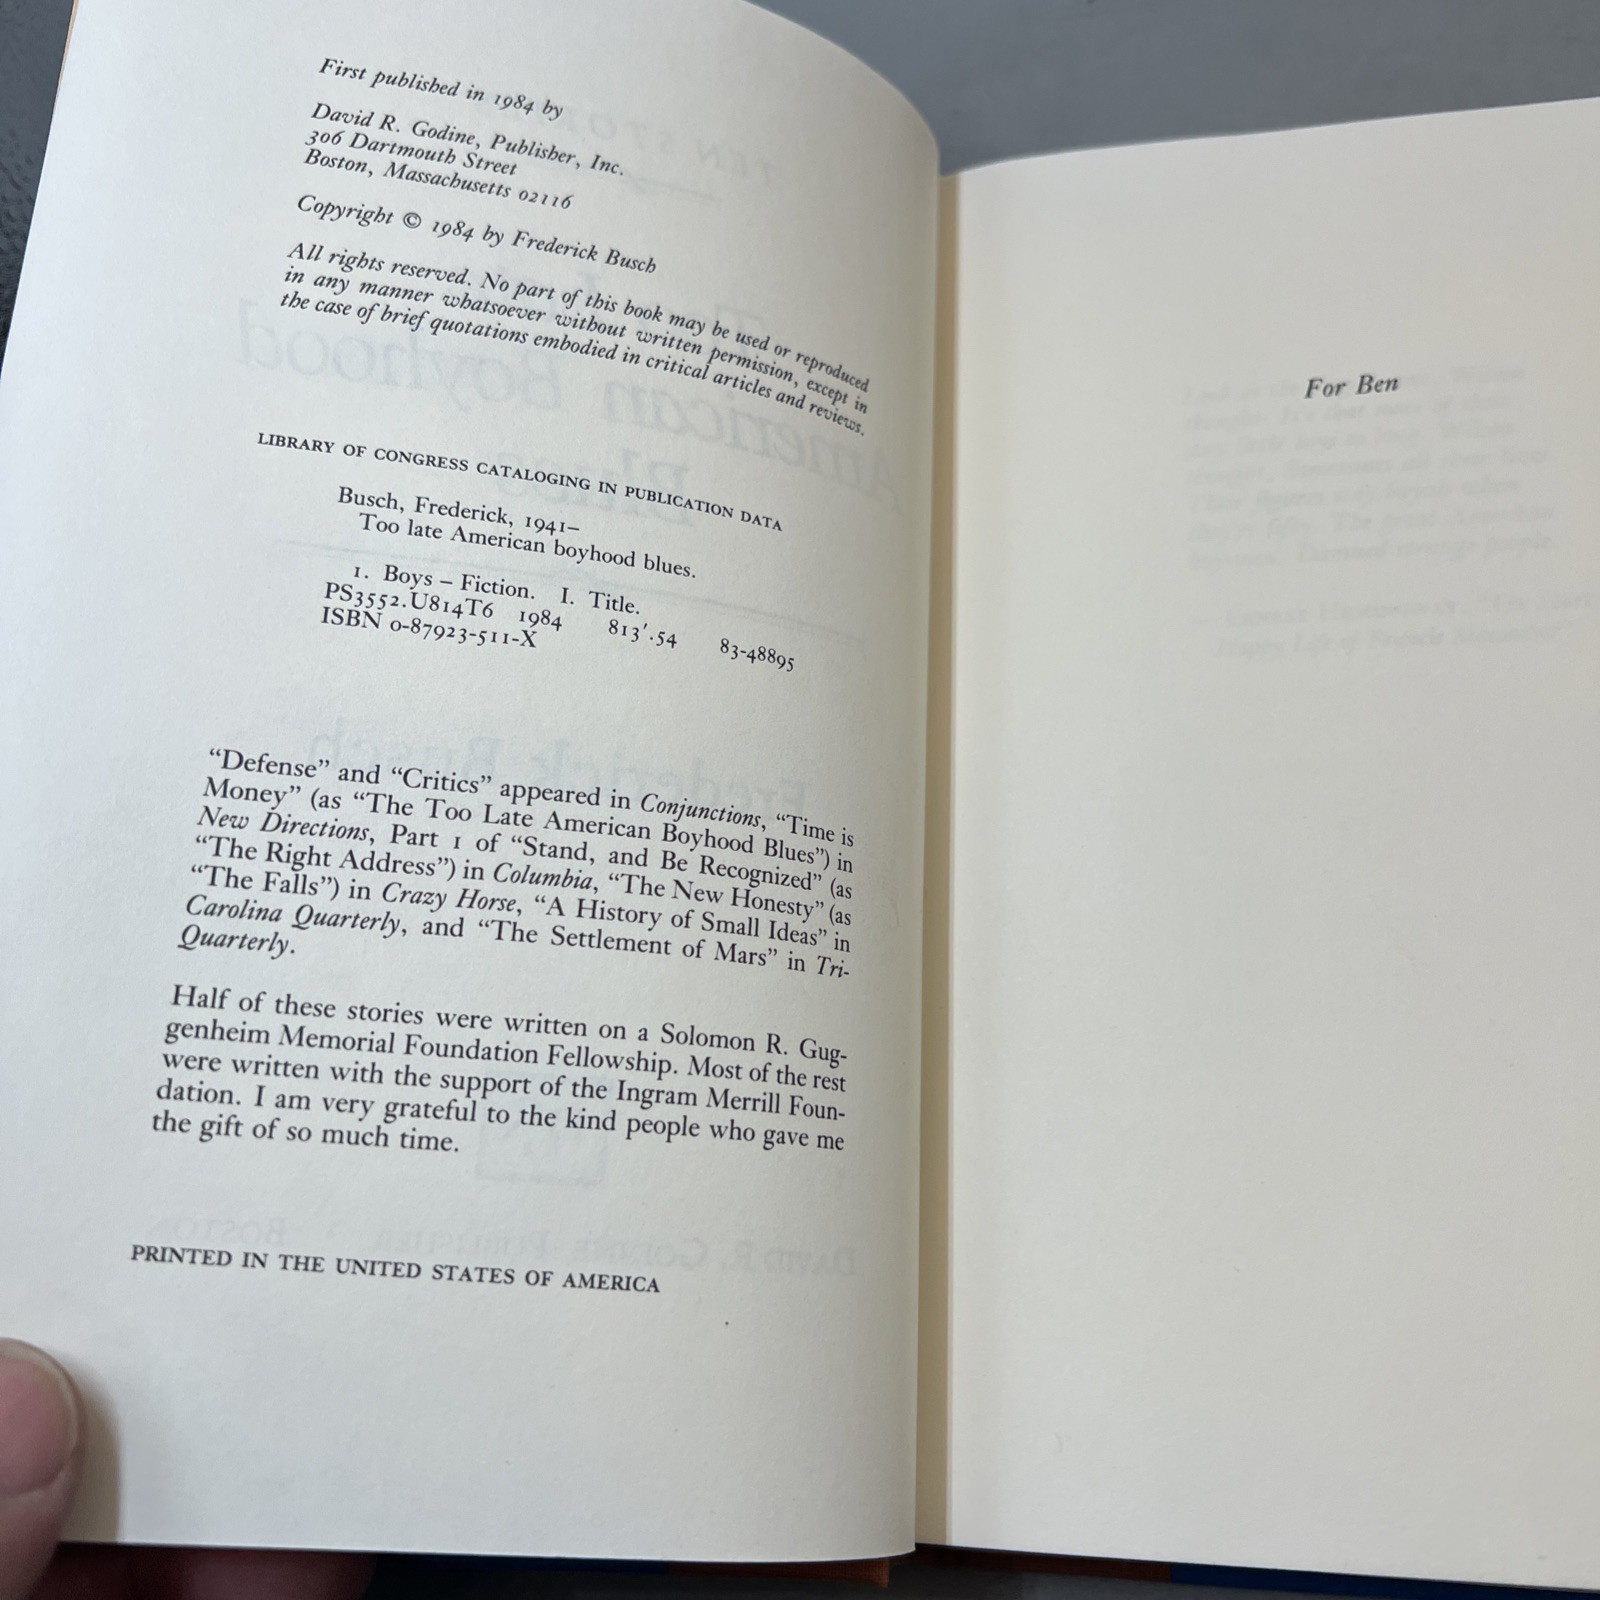 First published in 1984 by
David R. Godine, Publisher, Inc.
306 Dartmouth Street
Boston, Massachusetts 02116
Copyright © 1984 by Frederick Busch
All rights reserved. No part of this book may be used or reproduced
in any manner whatsoever without written permission, except in
the case of brief quotations embodied in critical articles and reviews.
LIBRARY OF CONGRESS CATALOGING IN PUBLICATION DATA
Busch, Frederick, 1941–
Too late American boyhood blues.
1. Boys – Fiction. I. Title.
PS3552.U814T6 1984 813'.54 83-48895
ISBN 0-87923-511-X
“Defense” and “Critics” appeared in Conjunctions, “Time is
Money” (as “The Too Late American Boyhood Blues”) in
New Directions, Part 1 of “Stand, and Be Recognized” (as
“The Right Address”) in Columbia, “The New Honesty” (as
“The Falls”) in Crazy Horse, “A History of Small Ideas” in
Carolina Quarterly, and “The Settlement of Mars” in Tri-
Quarterly.
Half of these stories were written on a Solomon R. Gug-
genheim Memorial Foundation Fellowship. Most of the rest
were written with the support of the Ingram Merrill Foun-
dation. I am very grateful to the kind people who gave me
the gift of so much time.
PRINTED IN THE UNITED STATES OF AMERICA
For Ben